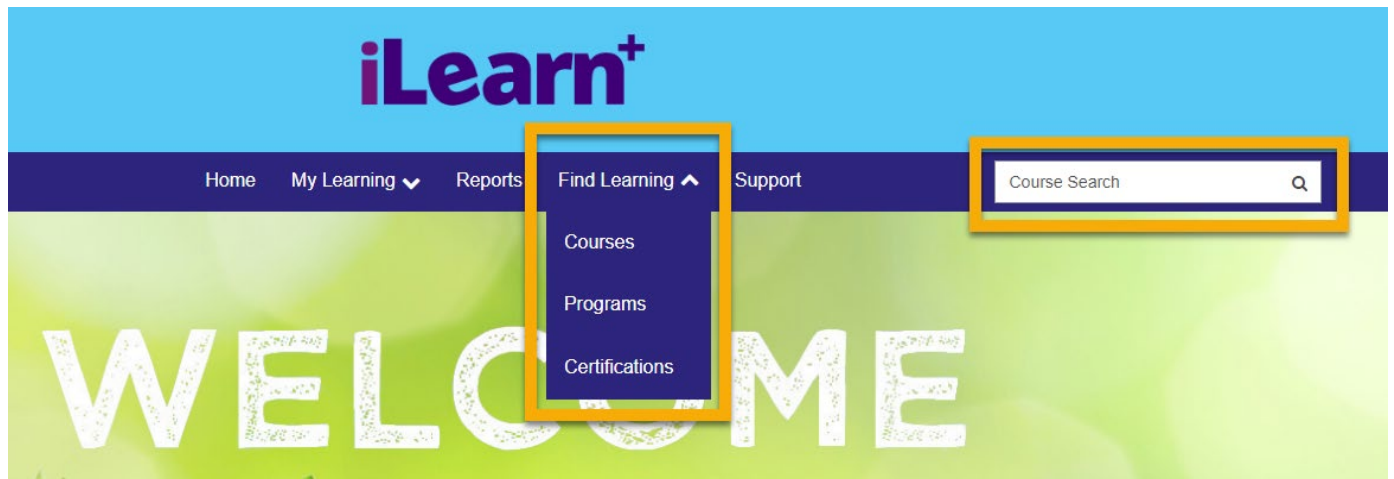 iLearn+
Home My Learning Reports Find Learning Support Course Search
Courses
Programs
Certifications
WELCOME